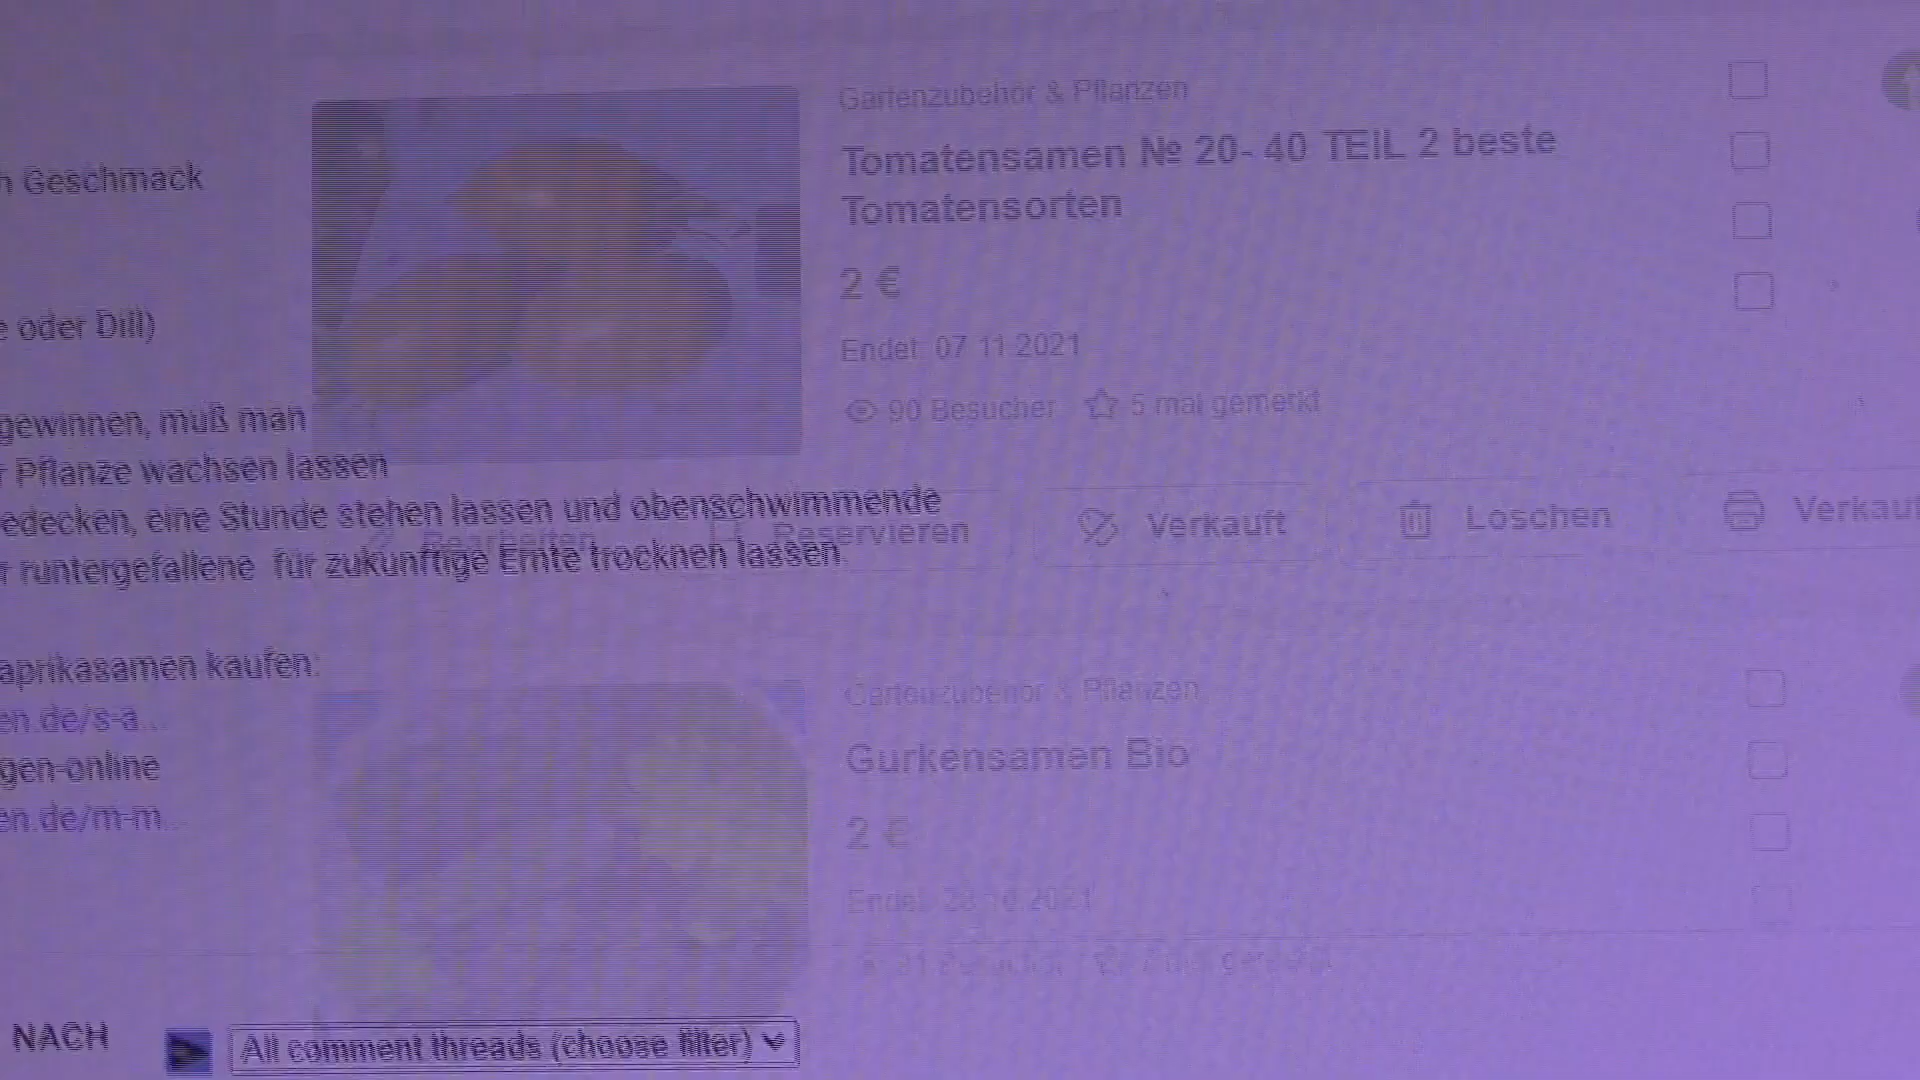 Gartenzubehör & Pflanzen
Tomatensamen № 20- 40 TEIL 2 beste
Tomatensorten
2 €
Endet: 07.11.2021
90 Besucher 5 mal gemerkt
Bearbeiten Reservieren Verkauft Löschen
Gartenzubehör & Pflanzen
Gurkensamen Bio
2 €
Geschmack
oder Dill)
gewinnen, muß man
Pflanze wachsen lassen
edecken, eine Stunde stehen lassen und obenschwimmende
runtergefallene für zukünftige Ernte trocknen lassen.
aprikasamen kaufen:
en.de/s-a...
gen-online
en.de/m-m...
NACH
All comment threads (choose filter)